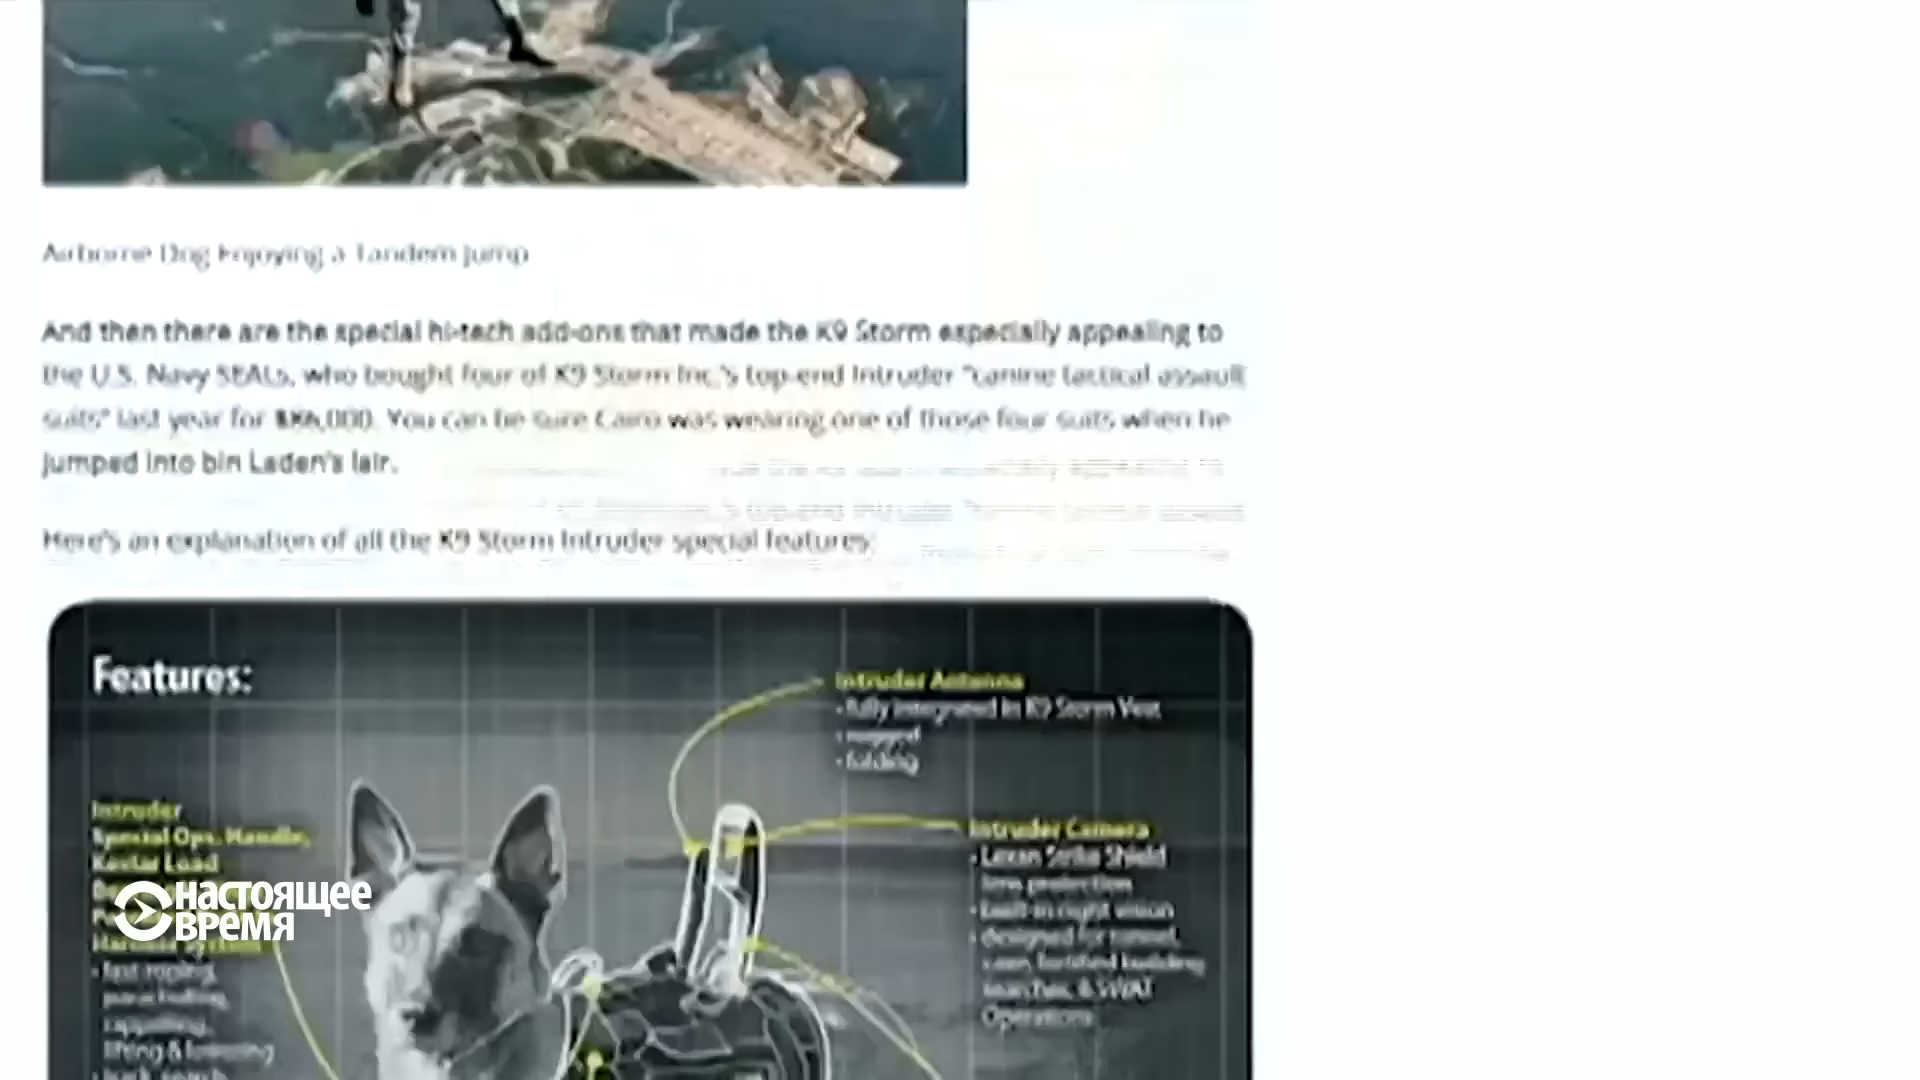 Airborne Dog Enjoying a Tandem Jump
And then there are the special hi-tech add-ons that made the K9 Storm especially appealing to
the U.S. Navy SEALs, who bought four of K9 Storm Inc.'s top-end Intruder "canine tactical assault
suits" last year for $86,000. You can be sure Cairo was wearing one of those four suits when he
jumped into bin Laden's lair.
Here's an explanation of all the K9 Storm Intruder special features:
Features:
Intruder Antenna
- fully integrated in K9 Storm Vest
- rugged
- folding
Intruder
Special Ops. Handle,
Kevlar Load
Harness System
- fast roping,
parachuting,
rappelling,
lifting & lowering
- track, search
Intruder Camera
- Lexan Strike Shield
lens protection
- built-in night vision
- designed for tunnel,
cave, fortified building
searches, & SWAT
Operations
НАСТОЯЩЕЕ
ВРЕМЯ